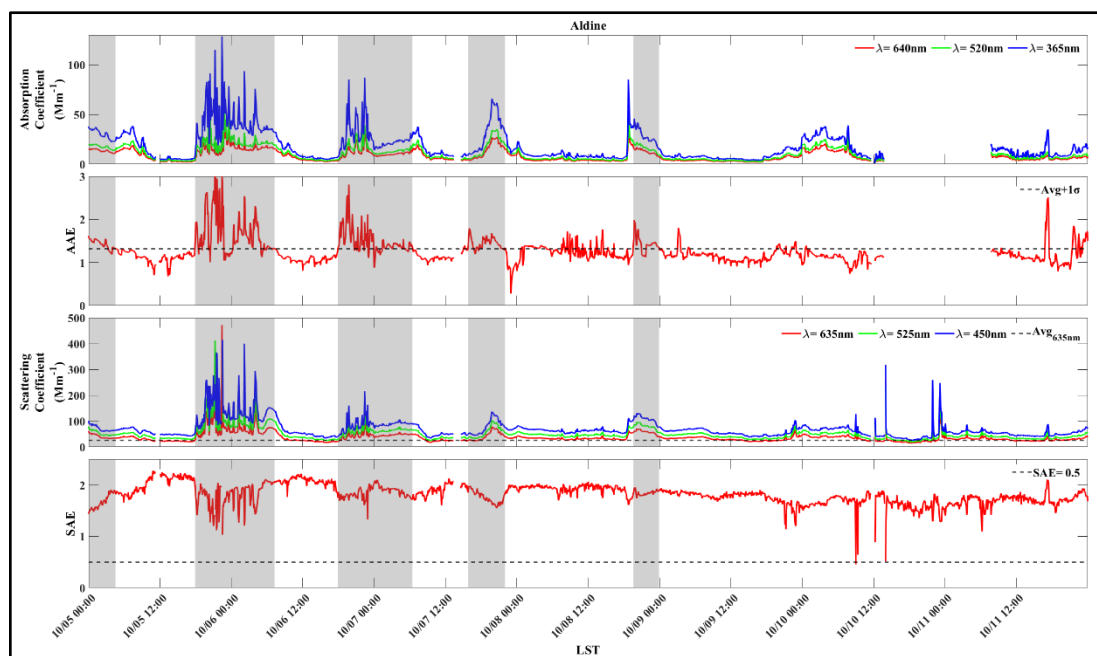 Aldine
λ= 640nm λ= 520nm λ= 365nm
Absorption
Coefficient
(Mm-1)
100
50
0
Avg+1σ
AAE
3
2
1
0
λ= 635nm λ= 525nm λ= 450nm Avg635nm
Scattering
Coefficient
(Mm-1)
500
400
300
200
100
0
SAE= 0.5
SAE
2
1
0
10/05 00:00 10/05 12:00 10/06 00:00 10/06 12:00 10/07 00:00 10/07 12:00 10/08 00:00 10/08 12:00 10/09 00:00 10/09 12:00 10/10 00:00 10/10 12:00 10/11 00:00 10/11 12:00
LST